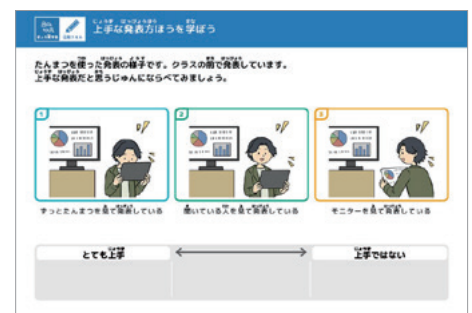 上手な発表方ほうを学ぼう
たんまつを使った発表の様子です。クラスの前で発表しています。
上手な発表だと思うじゅんにならべてみましょう。
1
2
3
ずっとたんまつを見て発表している
聞いている人を見て発表している
モニターを見て発表している
とても上手
上手ではない